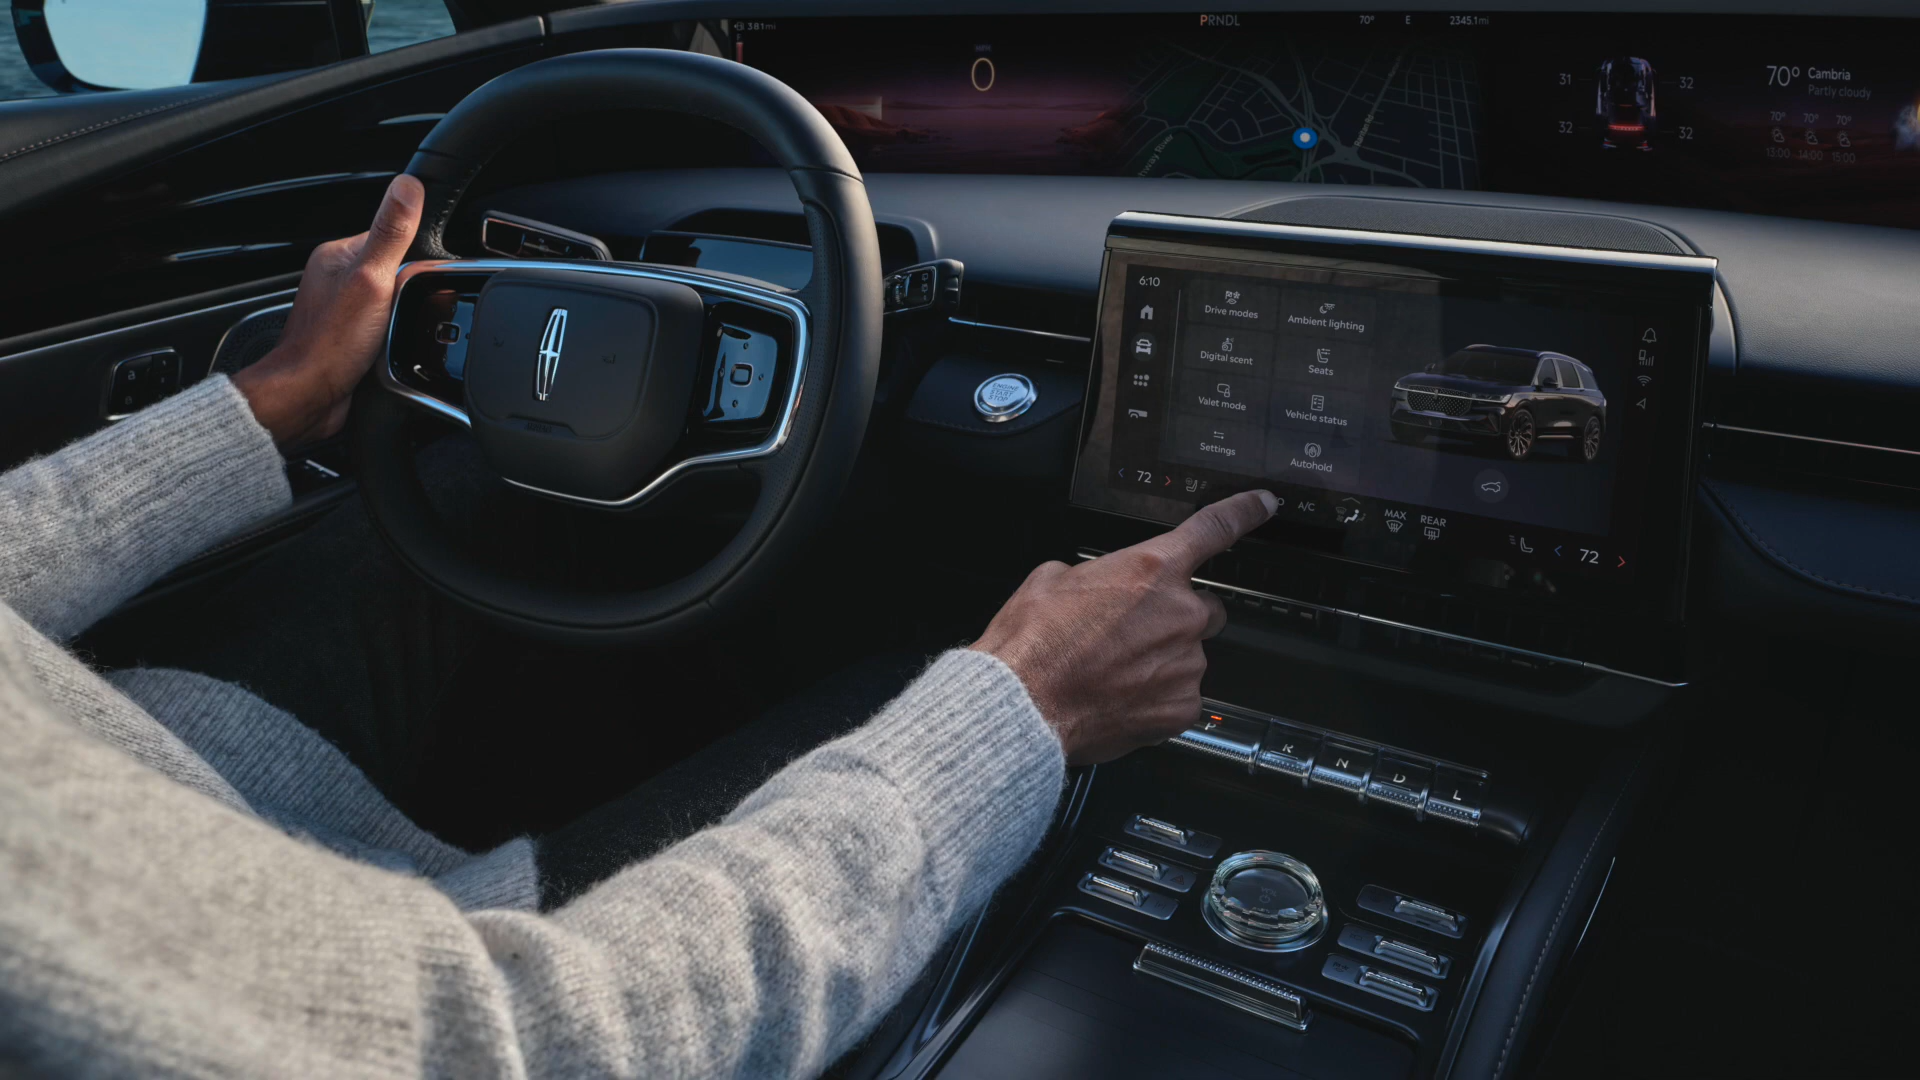 381mi
PRNDL
70° E 2345.1mi
MPH
0
31 32
32 32
70° Cambria
Partly cloudy
70° 70° 70°
13:00 14:00 15:00
6:10
Drive modes
Ambient lighting
Digital scent
Seats
Valet mode
Vehicle status
Settings
Autohold
< 72 >
A/C
MAX
REAR
< 72 >
ENGINE
START
STOP
P
R
N
D
L